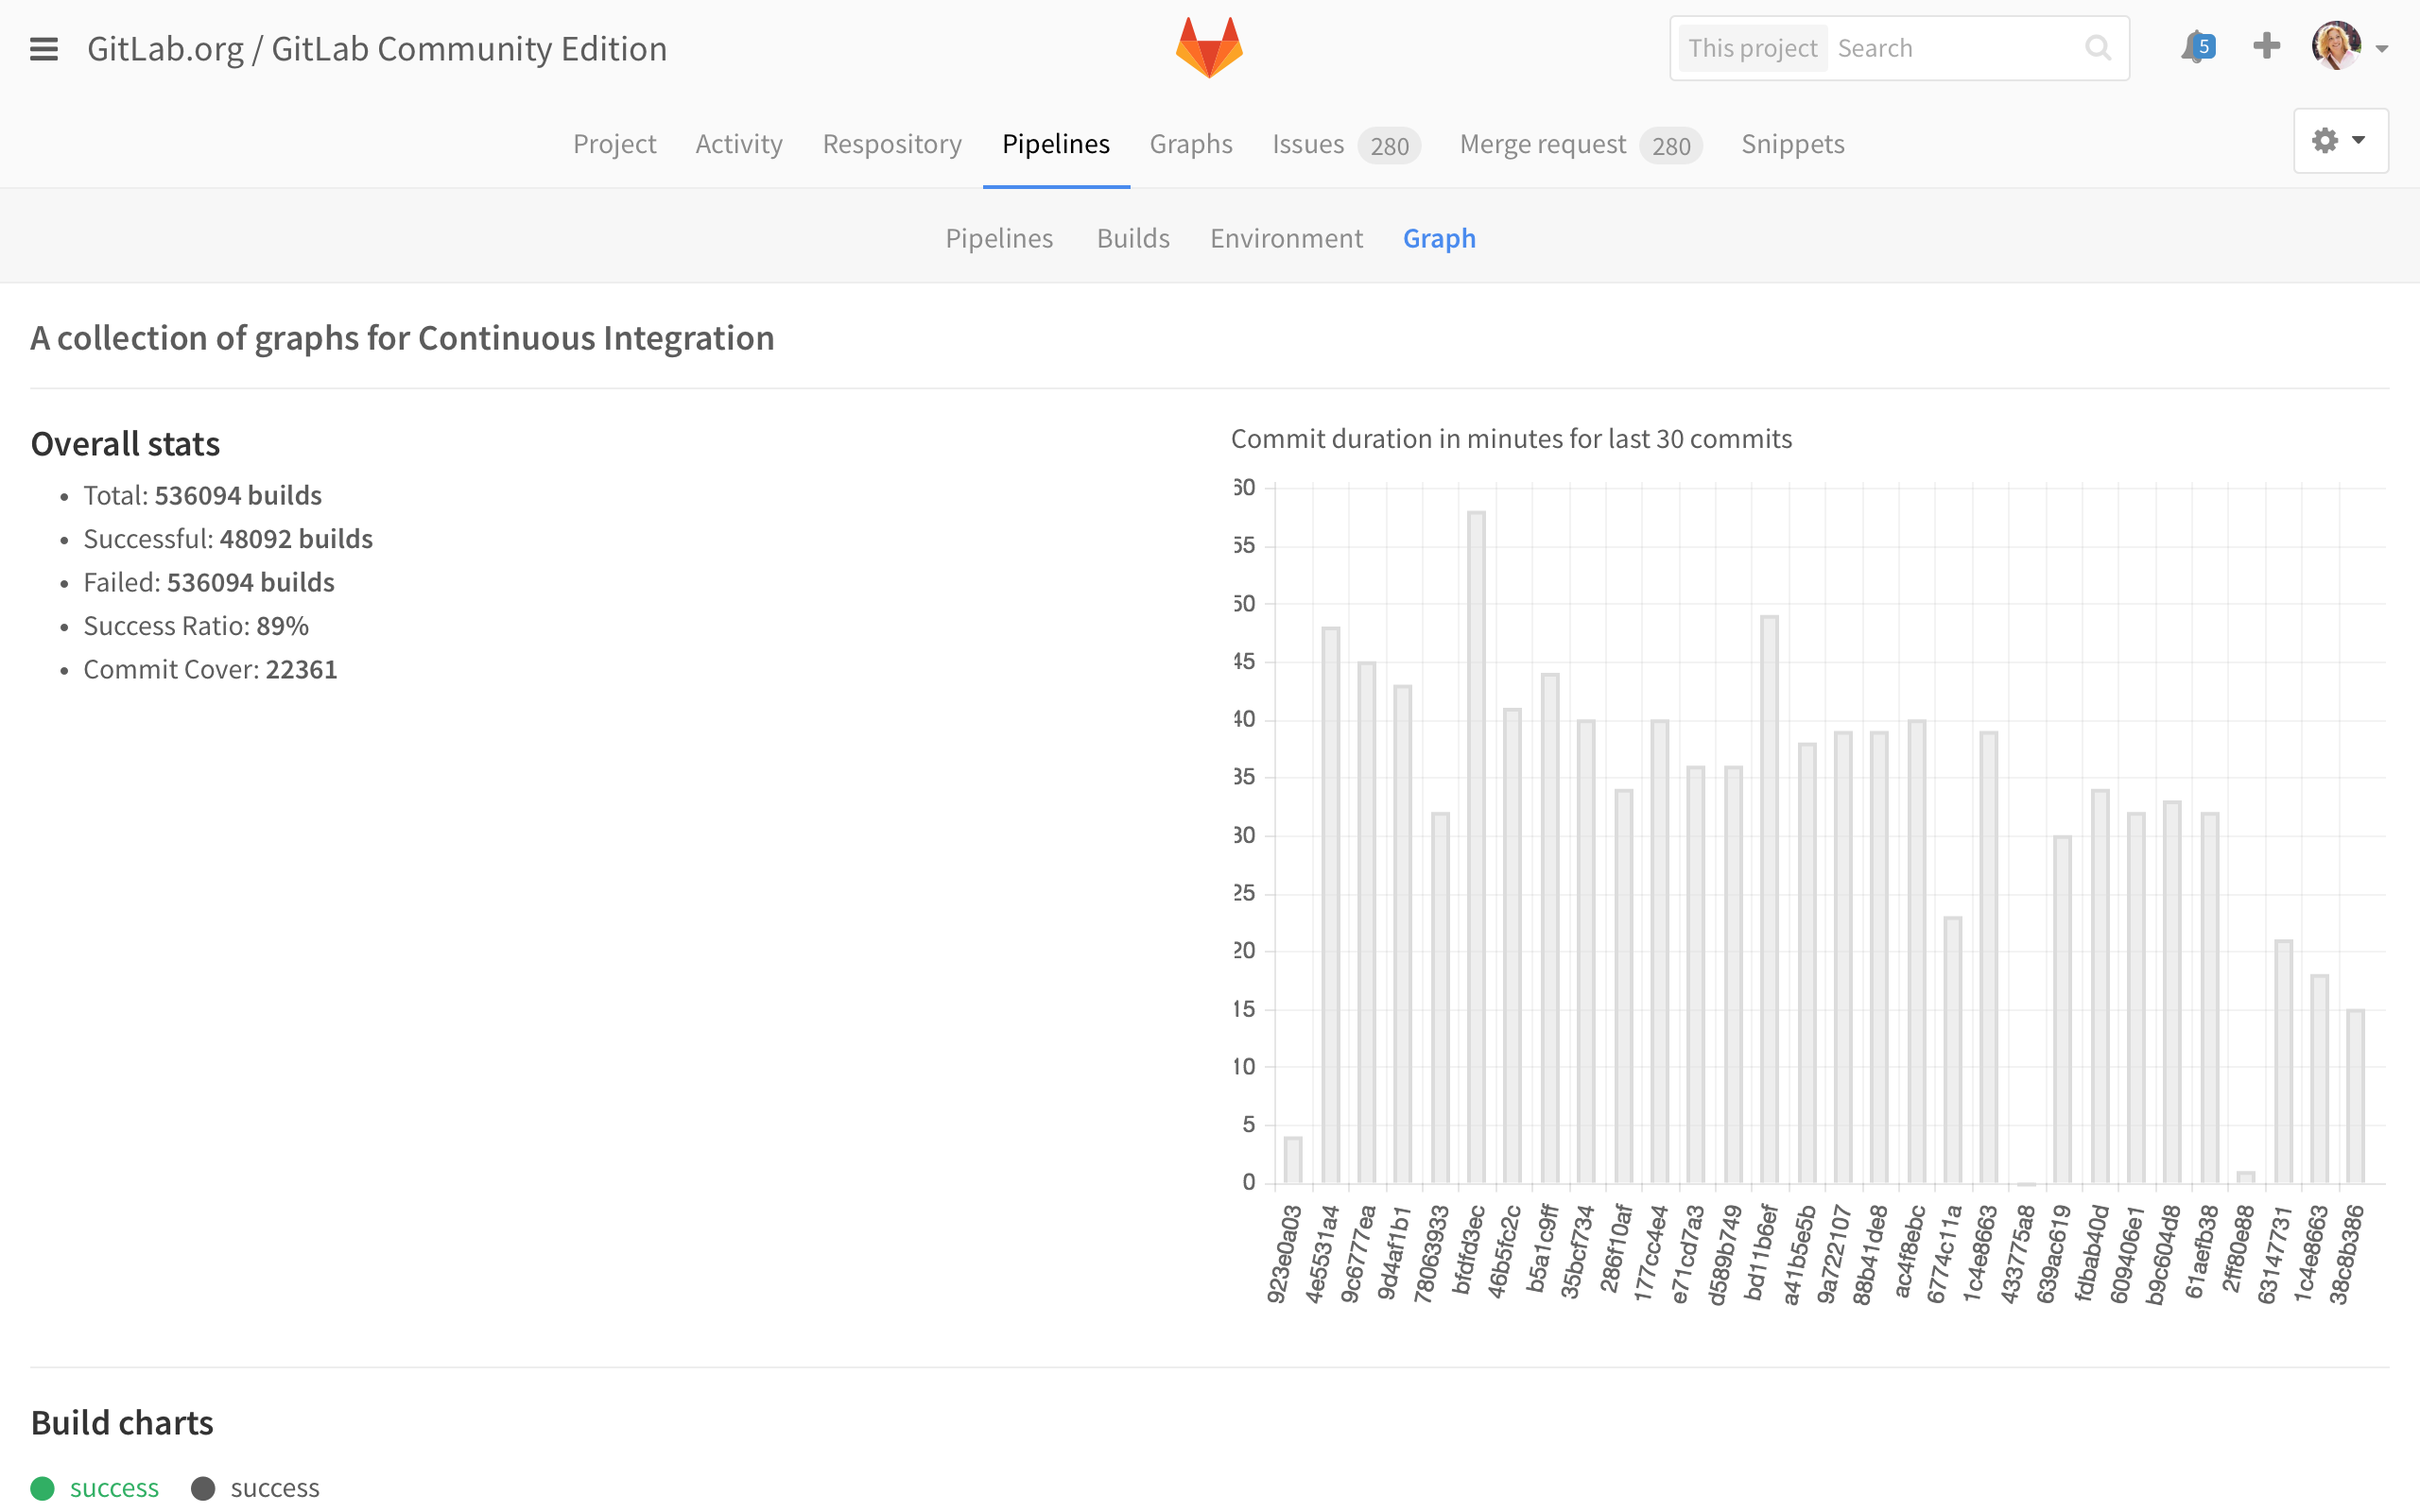 GitLab.org / GitLab Community Edition
This project Search
5
Project Activity Respository Pipelines Graphs Issues 280 Merge request 280 Snippets
Pipelines Builds Environment Graph
A collection of graphs for Continuous Integration
Overall stats
• Total: 536094 builds
• Successful: 48092 builds
• Failed: 536094 builds
• Success Ratio: 89%
• Commit Cover: 22361
Commit duration in minutes for last 30 commits
60
55
50
45
40
35
30
25
20
15
10
5
0
923e0a03
4e5531a4
9c6777ea
9d4af1b1
78063933
bfdfd3ec
46b5fc2c
b5a1c9ff
35bcf734
286f10af
177cc4e4
e71cd7a3
d589b749
bd11b6ef
a41b5e5b
9a722107
88b41de8
ac4f8ebc
6774c11a
1c4e8663
433775a8
639ac619
fdbab40d
609406e1
b9c604d8
61aefb38
2ff80e88
63147731
1c4e8663
38c8b386
Build charts
success success